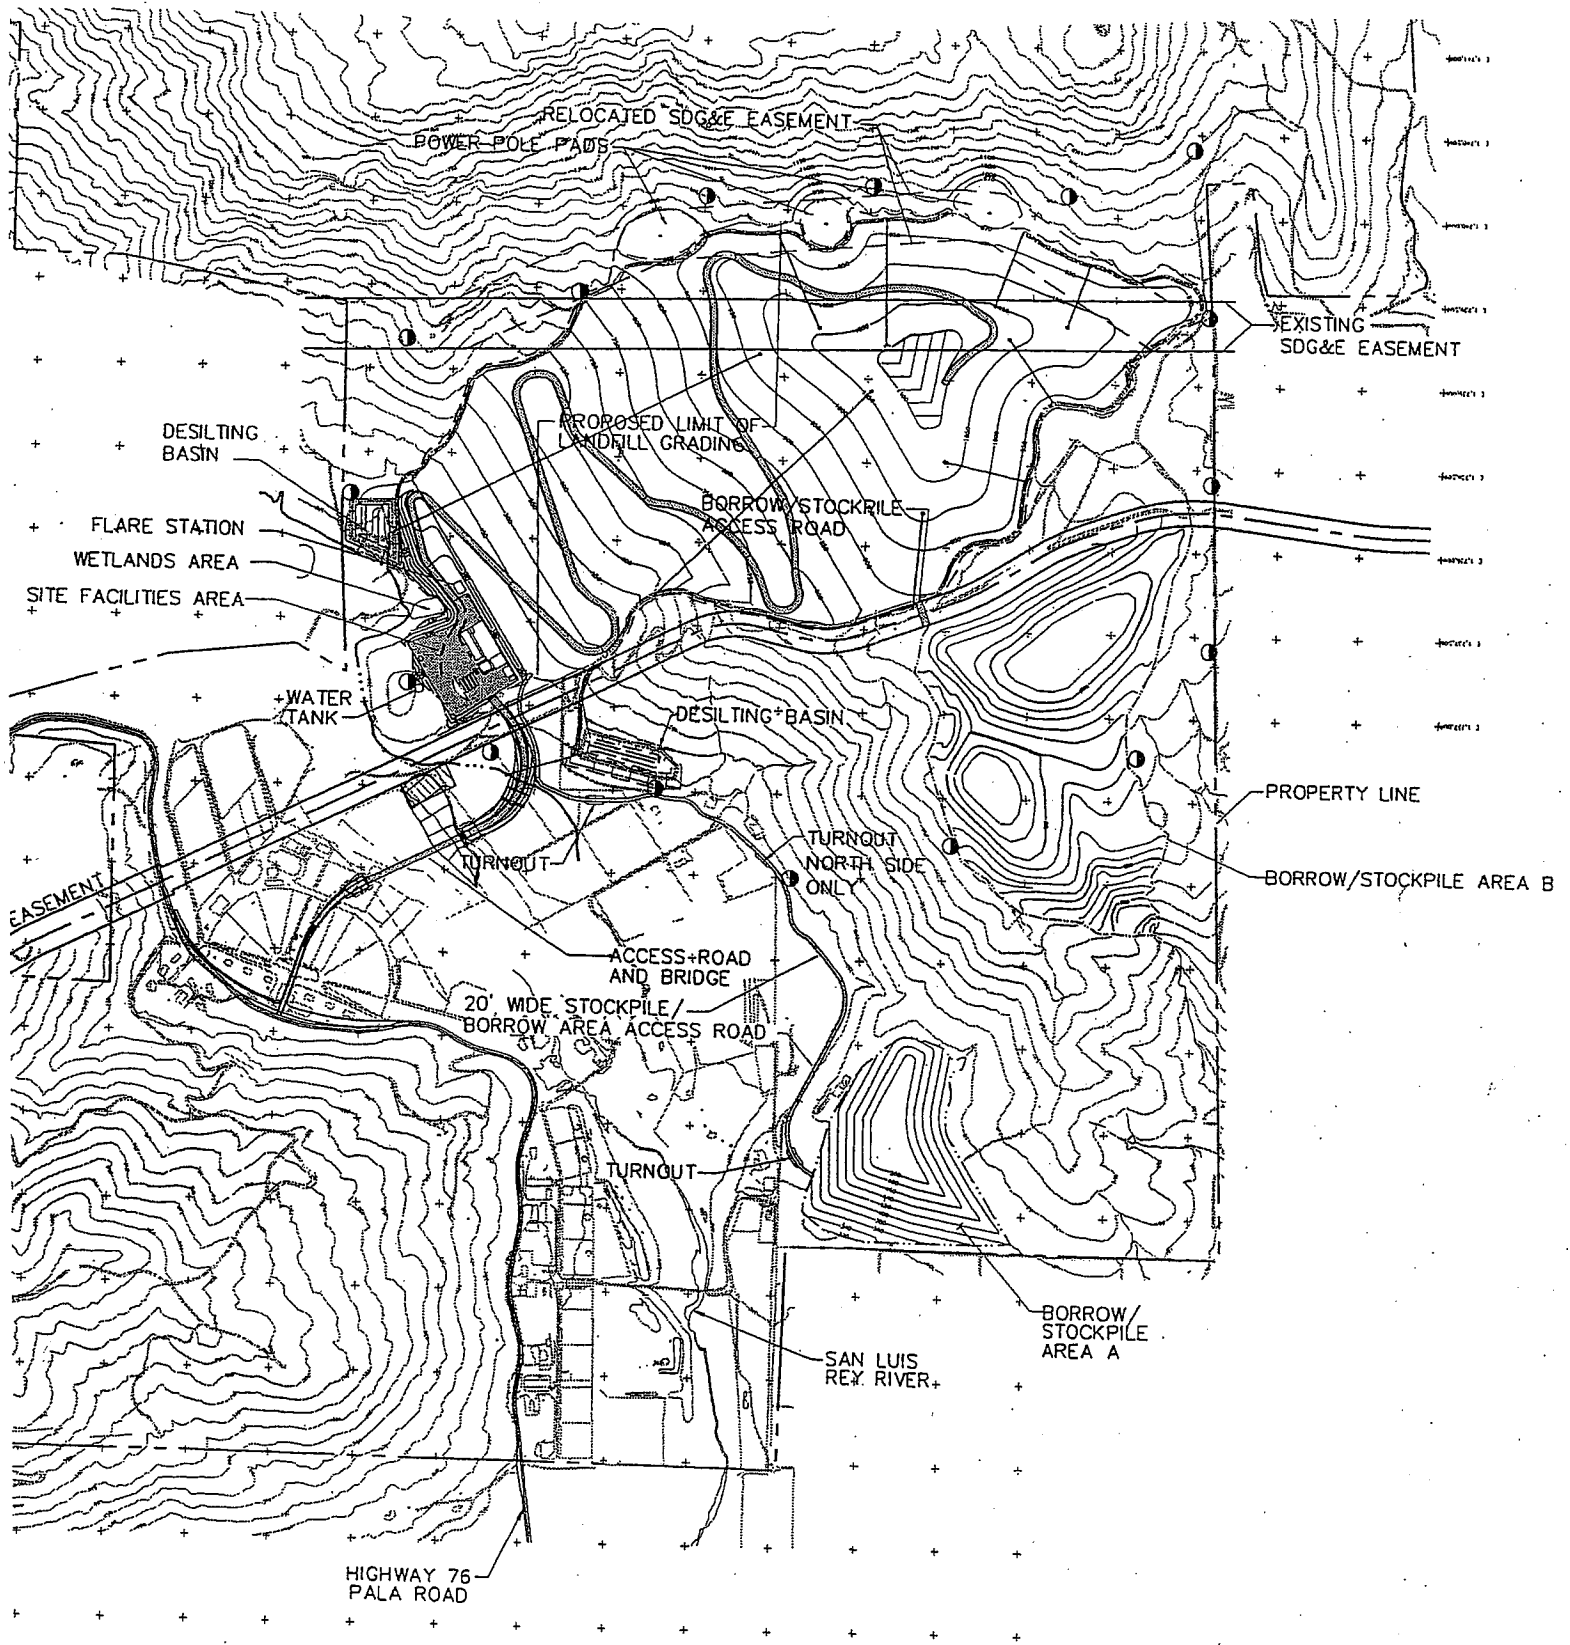 RELOCATED SDG&E EASEMENT
POWER POLE PADS
EXISTING
SDG&E EASEMENT
PROPOSED LIMIT OF
LANDFILL GRADING
DESILTING
BASIN
BORROW/STOCKPILE
ACCESS ROAD
FLARE STATION
WETLANDS AREA
SITE FACILITIES AREA
WATER
TANK
DESILTING BASIN
PROPERTY LINE
TURNOUT
TURNOUT
NORTH SIDE
ONLY
BORROW/STOCKPILE AREA B
EASEMENT
ACCESS ROAD
AND BRIDGE
20' WIDE STOCKPILE/
BORROW AREA ACCESS ROAD
TURNOUT
BORROW/
STOCKPILE
AREA A
SAN LUIS
REY RIVER
HIGHWAY 76
PALA ROAD